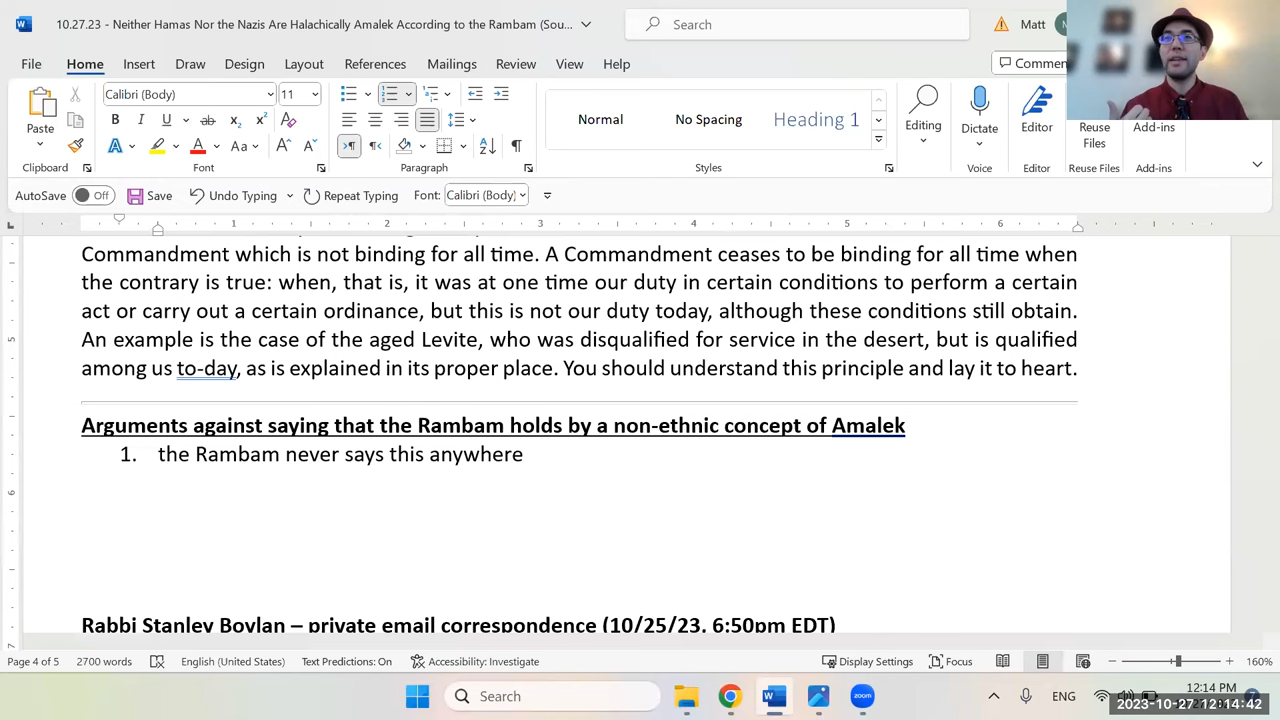 10.27.23 - Neither Hamas Nor the Nazis Are Halachically Amalek According to the Rambam (Sou...
Search
Matt
File Home Insert Draw Design Layout References Mailings Review View Help
Commen
Calibri (Body) 11
Paste
Normal No Spacing Heading 1
Editing Dictate Editor Reuse Files Add-ins
Clipboard Font Paragraph Styles Voice Editor Reuse Files Add-ins
AutoSave Off Save Undo Typing Repeat Typing Font: Calibri (Body)
1 2 3 4 5 6
Commandment which is not binding for all time. A Commandment ceases to be binding for all time when
the contrary is true: when, that is, it was at one time our duty in certain conditions to perform a certain
act or carry out a certain ordinance, but this is not our duty today, although these conditions still obtain.
An example is the case of the aged Levite, who was disqualified for service in the desert, but is qualified
among us to-day, as is explained in its proper place. You should understand this principle and lay it to heart.
Arguments against saying that the Rambam holds by a non-ethnic concept of Amalek
1. the Rambam never says this anywhere
Rabbi Stanley Boylan – private email correspondence (10/25/23, 6:50pm EDT)
Page 4 of 5 2700 words English (United States) Text Predictions: On Accessibility: Investigate Display Settings Focus 160%
Search
ENG
12:14 PM
2023-10-27 12:14:42